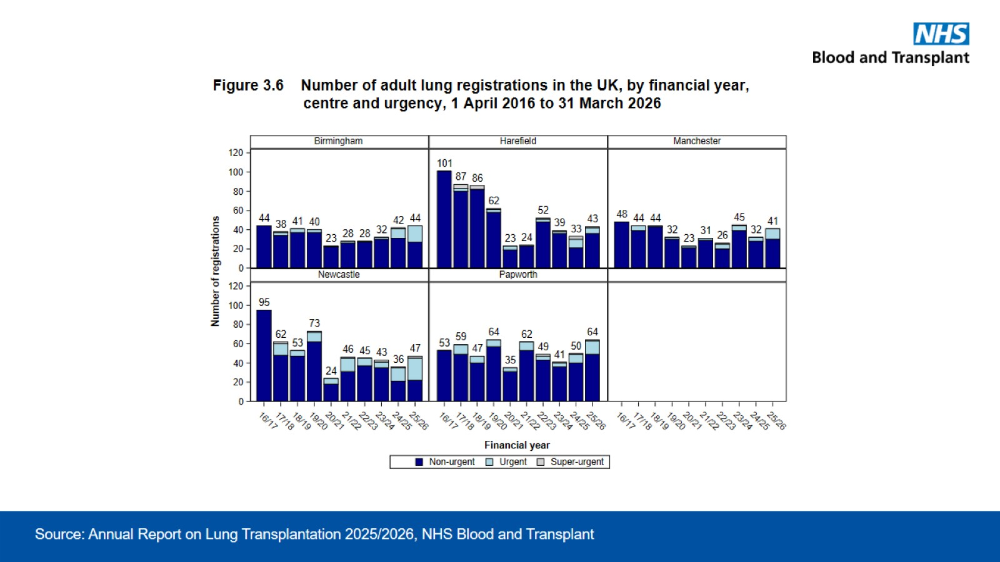 NHS
Blood and Transplant
Figure 3.6 Number of adult lung registrations in the UK, by financial year,
centre and urgency, 1 April 2016 to 31 March 2026
Number of registrations
Birmingham
Harefield
Manchester
120
100
80
60
40
20
0
44 38 41 40 23 28 28 32 42 44
101 87 86 62 23 24 52 39 33 43
48 44 44 32 23 31 26 45 32 41
Newcastle
Papworth
120
100
80
60
40
20
0
95 62 53 73 24 46 45 43 36 47
53 59 47 64 35 62 49 41 50 64
16/17 17/18 18/19 19/20 20/21 21/22 22/23 23/24 24/25 25/26
16/17 17/18 18/19 19/20 20/21 21/22 22/23 23/24 24/25 25/26
16/17 17/18 18/19 19/20 20/21 21/22 22/23 23/24 24/25 25/26
Financial year
Non-urgent Urgent Super-urgent
Source: Annual Report on Lung Transplantation 2025/2026, NHS Blood and Transplant